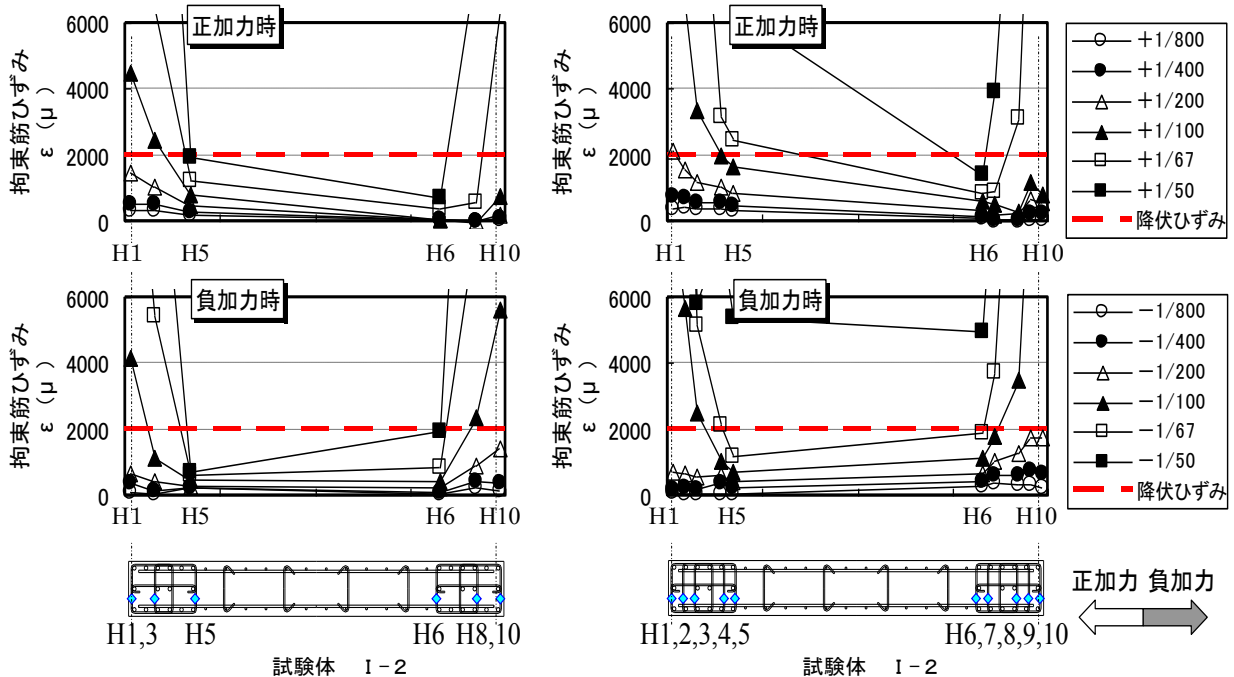 拘束筋ひずみ
ε (μ)
6000
4000
2000
0
正加力時
H1
H5
H6
H10
拘束筋ひずみ
ε (μ)
6000
4000
2000
0
正加力時
H1
H5
H6
H10
+1/800
+1/400
+1/200
+1/100
+1/67
+1/50
降伏ひずみ
拘束筋ひずみ
ε (μ)
6000
4000
2000
0
負加力時
H1
H5
H6
H10
拘束筋ひずみ
ε (μ)
6000
4000
2000
0
負加力時
H1
H5
H6
H10
−1/800
−1/400
−1/200
−1/100
−1/67
−1/50
降伏ひずみ
H1,3
H5
H6
H8,10
試験体 I-2
H1,2,3,4,5
H6,7,8,9,10
試験体 I-2
正加力 負加力